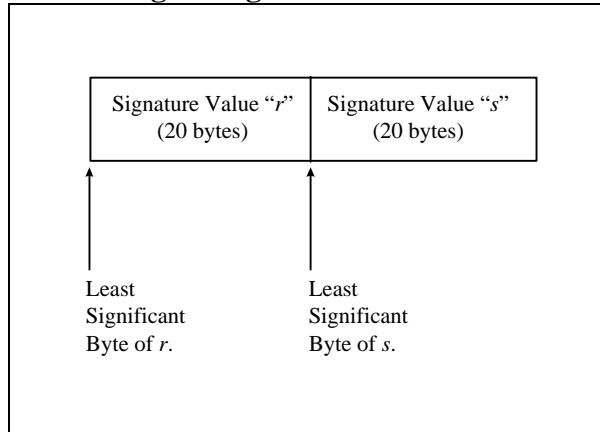 Signature Value “r” Signature Value “s”
(20 bytes) (20 bytes)
Least Least
Significant Significant
Byte of r. Byte of s.